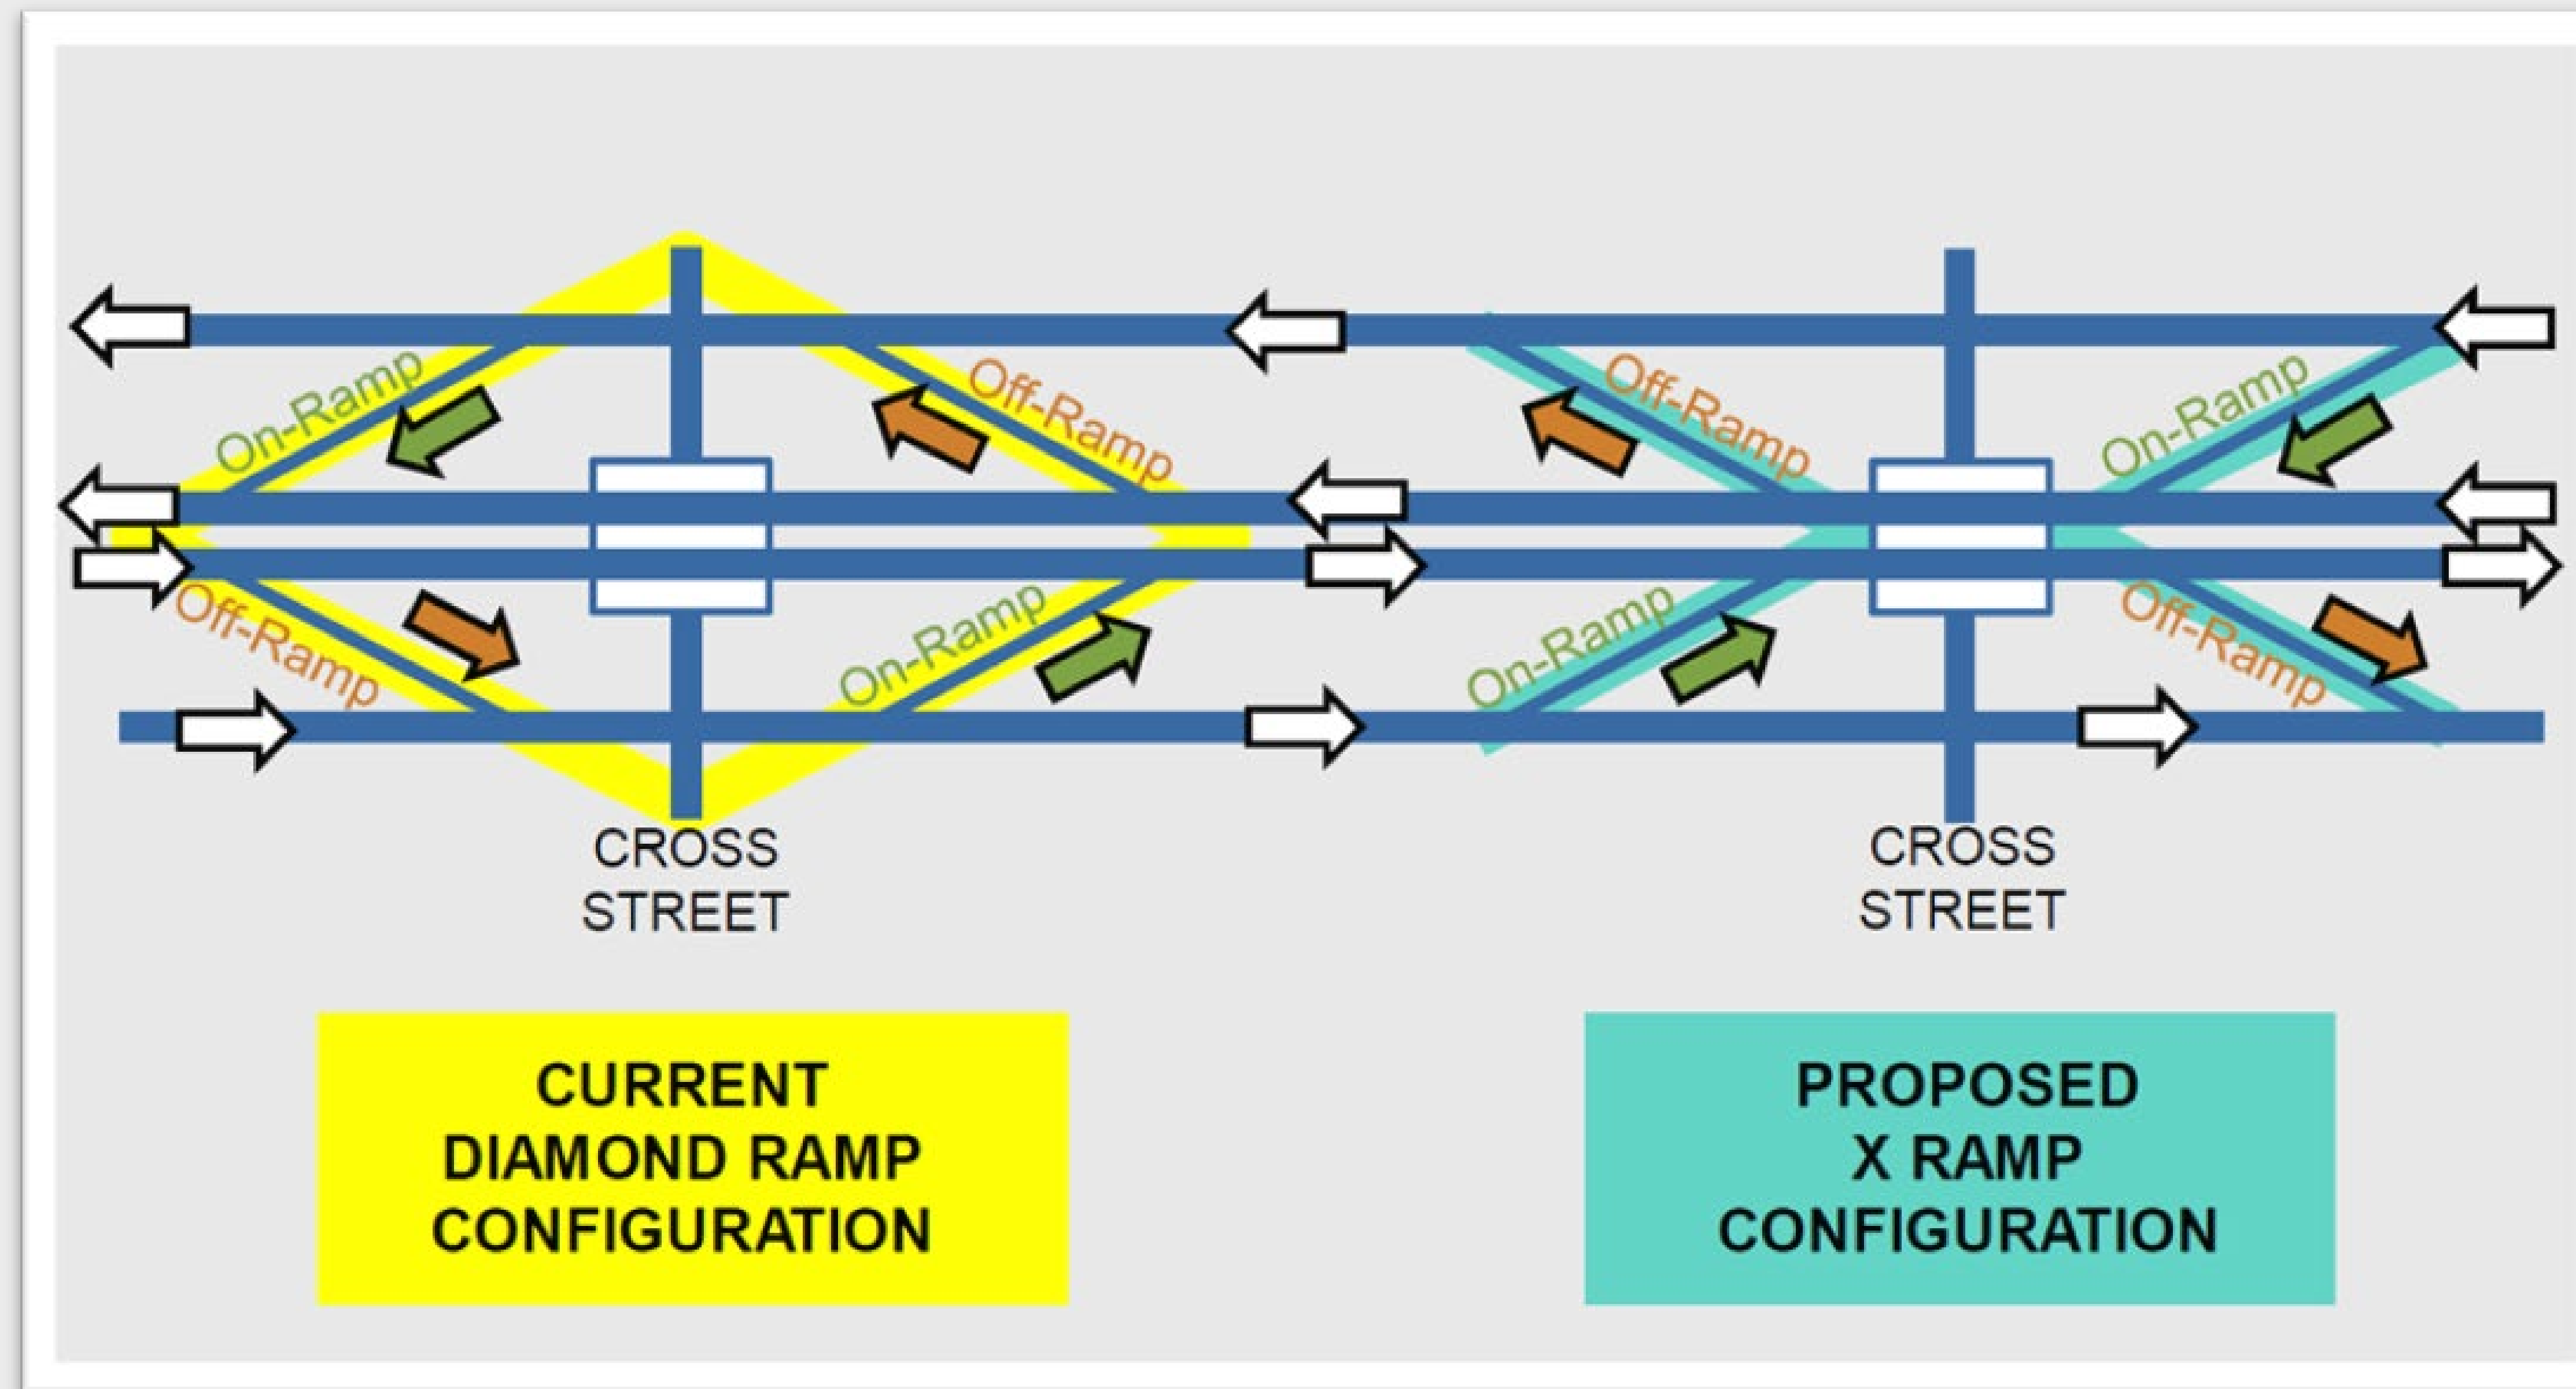 On-Ramp
Off-Ramp
Off-Ramp
On-Ramp
Off-Ramp
On-Ramp
On-Ramp
Off-Ramp
CROSS
STREET
CROSS
STREET
CURRENT
DIAMOND RAMP
CONFIGURATION
PROPOSED
X RAMP
CONFIGURATION